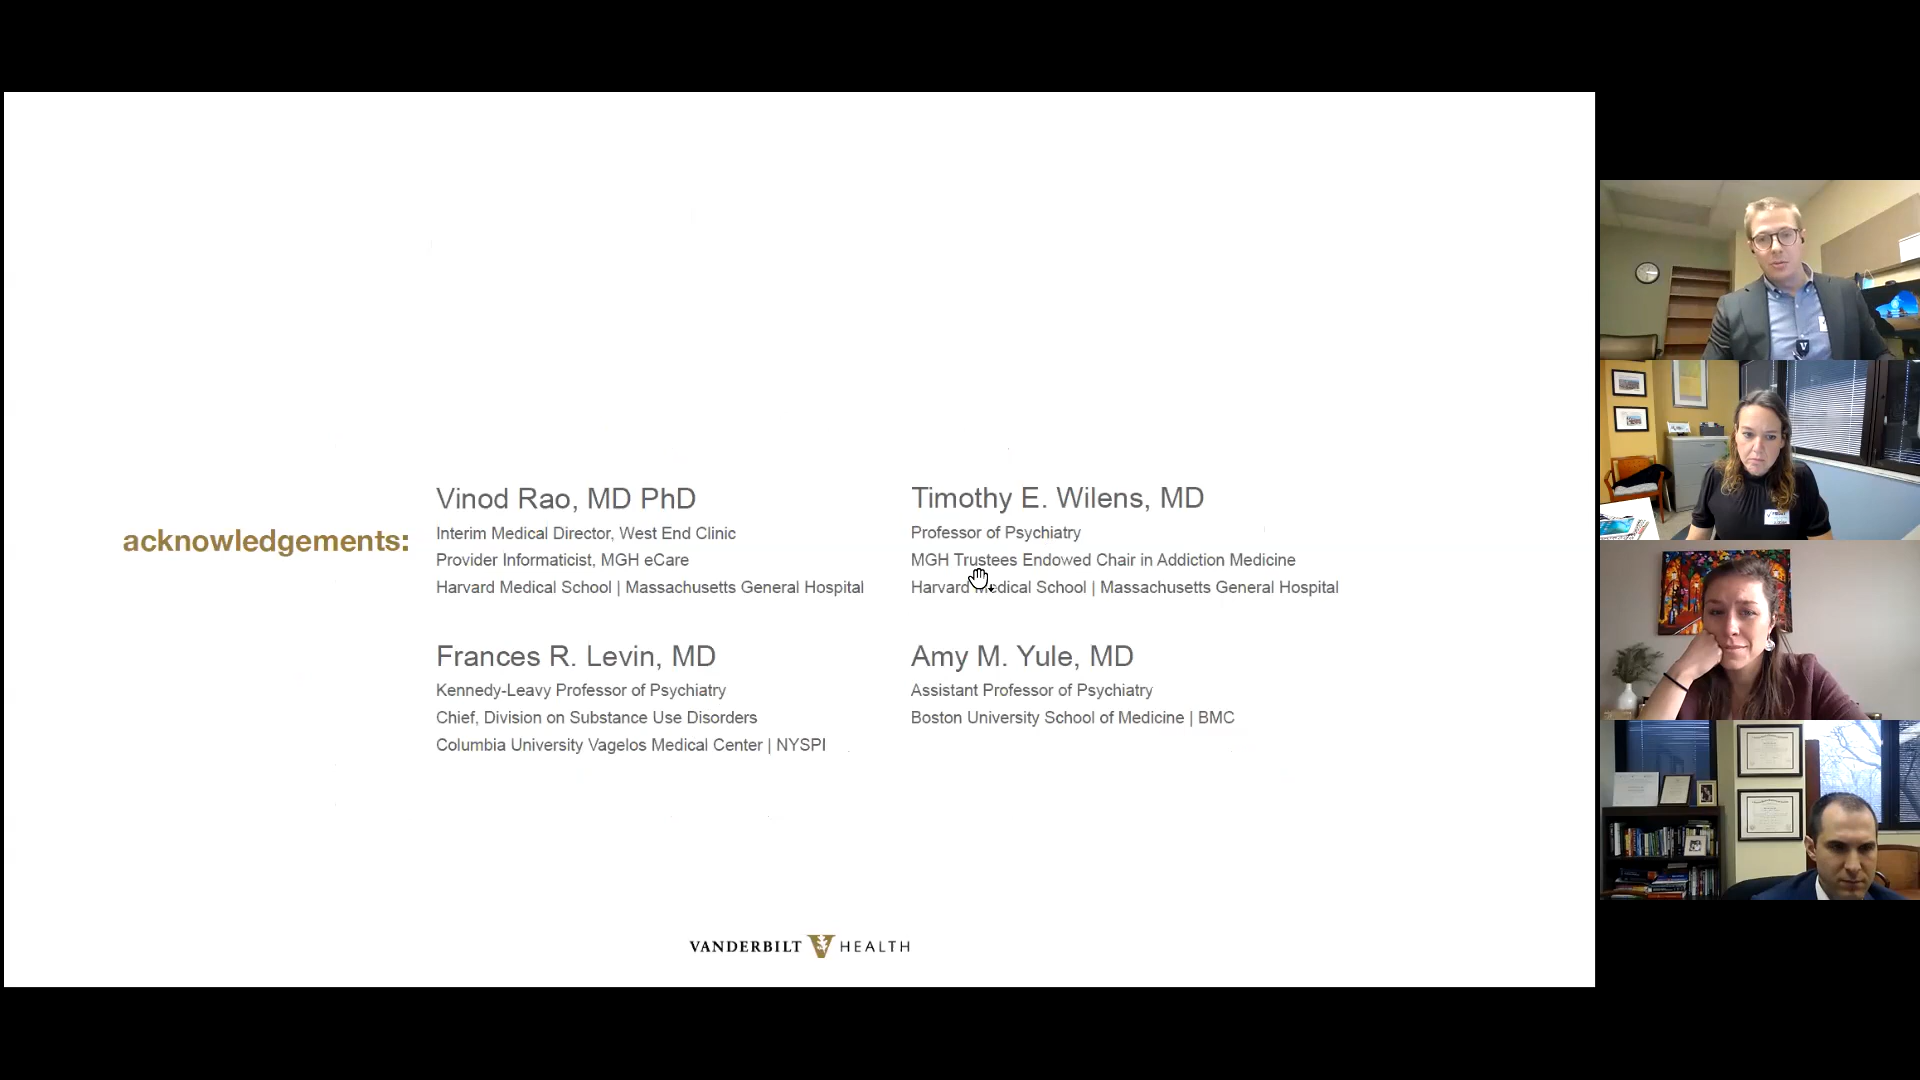 acknowledgements:
Vinod Rao, MD PhD
Interim Medical Director, West End Clinic
Provider Informaticist, MGH eCare
Harvard Medical School | Massachusetts General Hospital
Timothy E. Wilens, MD
Professor of Psychiatry
MGH Trustees Endowed Chair in Addiction Medicine
Harvard Medical School | Massachusetts General Hospital
Frances R. Levin, MD
Kennedy-Leavy Professor of Psychiatry
Chief, Division on Substance Use Disorders
Columbia University Vagelos Medical Center | NYSPI
Amy M. Yule, MD
Assistant Professor of Psychiatry
Boston University School of Medicine | BMC
VANDERBILT V HEALTH